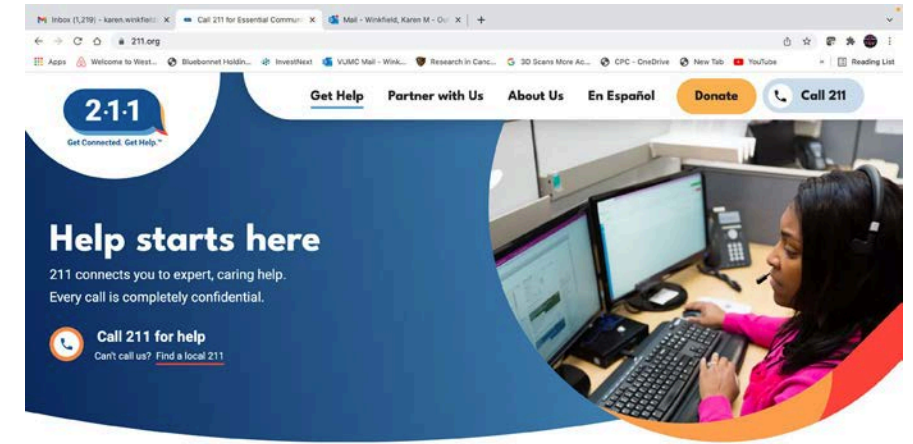 Inbox (1,219) - karen.winkfield
Call 211 for Essential Commun
Mail - Winkfield, Karen M - Ou
211.org
Apps
Welcome to West...
Bluebonnet Holdin...
InvestNext
VUMC Mail - Wink...
Research in Canc...
3D Scans More Ac...
CPC - OneDrive
New Tab
YouTube
»
Reading List
2·1·1
Get Connected. Get Help.™
Get Help
Partner with Us
About Us
En Español
Donate
Call 211
Help starts here
211 connects you to expert, caring help.
Every call is completely confidential.
Call 211 for help
Can't call us? Find a local 211